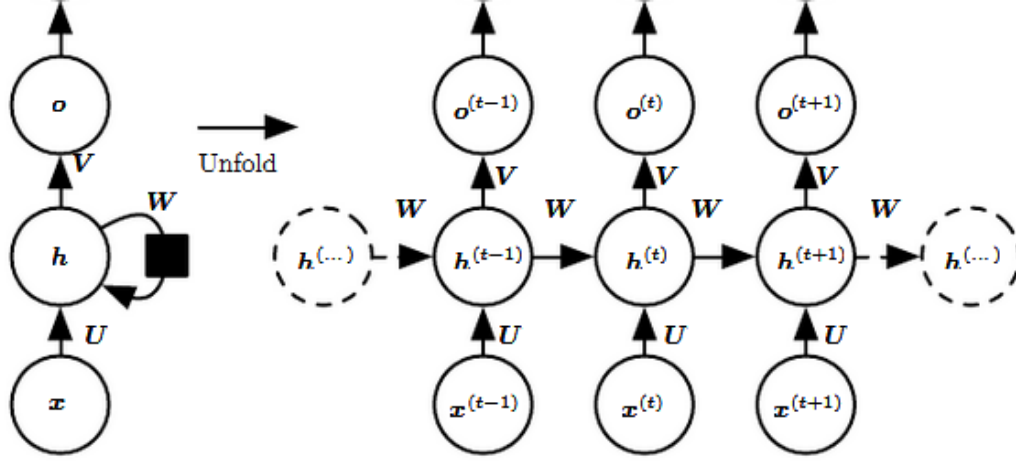 o o^(t−1) o^(t) o^(t+1)
Unfold
V V V V
W W W W W
h h^(...) h^(t−1) h^(t) h^(t+1) h^(...)
U U U U
x x^(t−1) x^(t) x^(t+1)